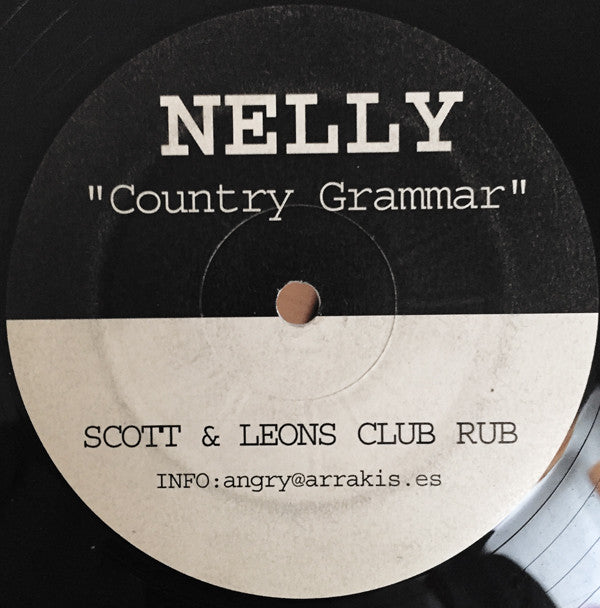 NELLY
"Country Grammar"
SCOTT & LEONS CLUB RUB
INFO:angry@arrakis.es